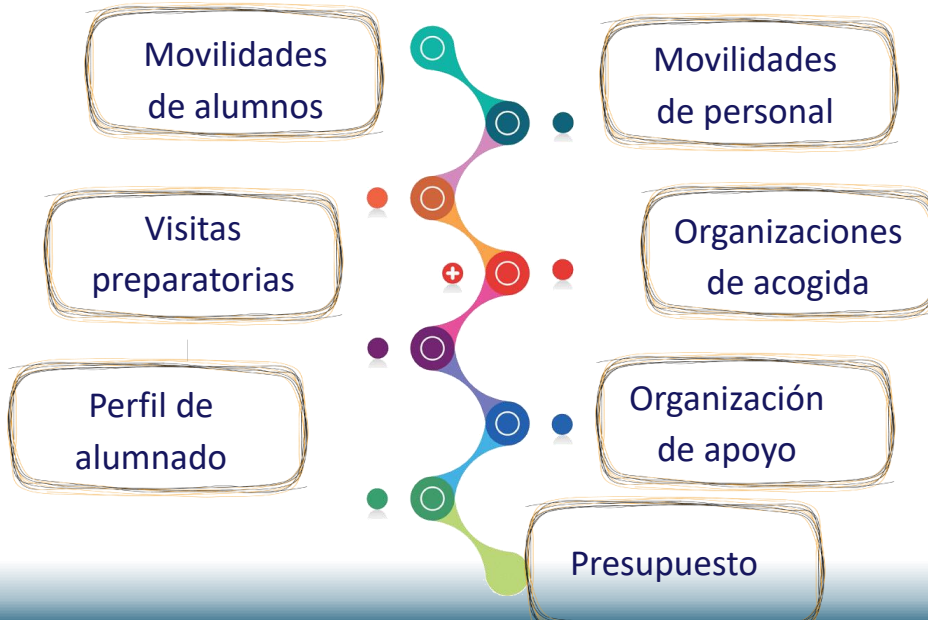 Movilidades
de alumnos
Movilidades
de personal
Visitas
preparatorias
Organizaciones
de acogida
Perfil de
alumnado
Organización
de apoyo
Presupuesto